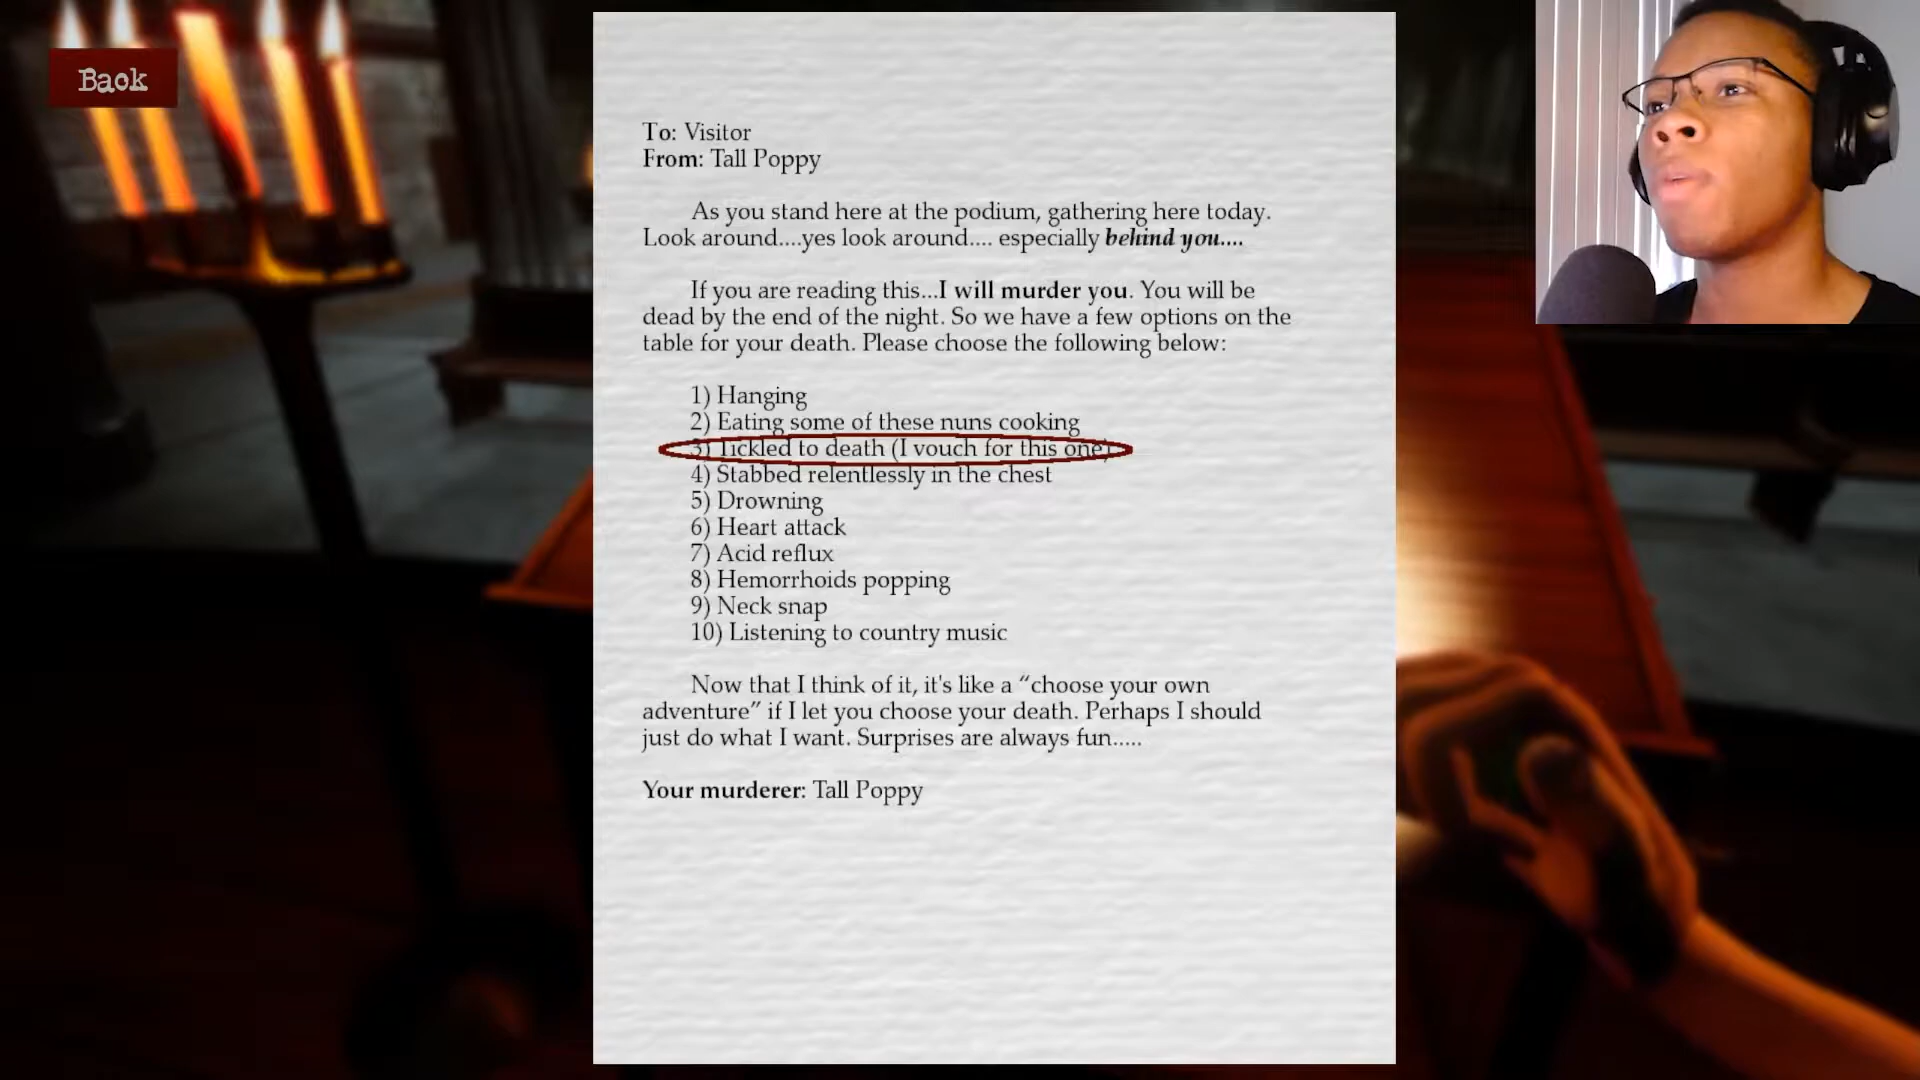 Back
To: Visitor
From: Tall Poppy
As you stand here at the podium, gathering here today.
Look around....yes look around.... especially behind you....
If you are reading this...I will murder you. You will be
dead by the end of the night. So we have a few options on the
table for your death. Please choose the following below:
1) Hanging
2) Eating some of these nuns cooking
3) Tickled to death (I vouch for this one)
4) Stabbed relentlessly in the chest
5) Drowning
6) Heart attack
7) Acid reflux
8) Hemorrhoids popping
9) Neck snap
10) Listening to country music
Now that I think of it, it's like a “choose your own
adventure” if I let you choose your death. Perhaps I should
just do what I want. Surprises are always fun.....
Your murderer: Tall Poppy